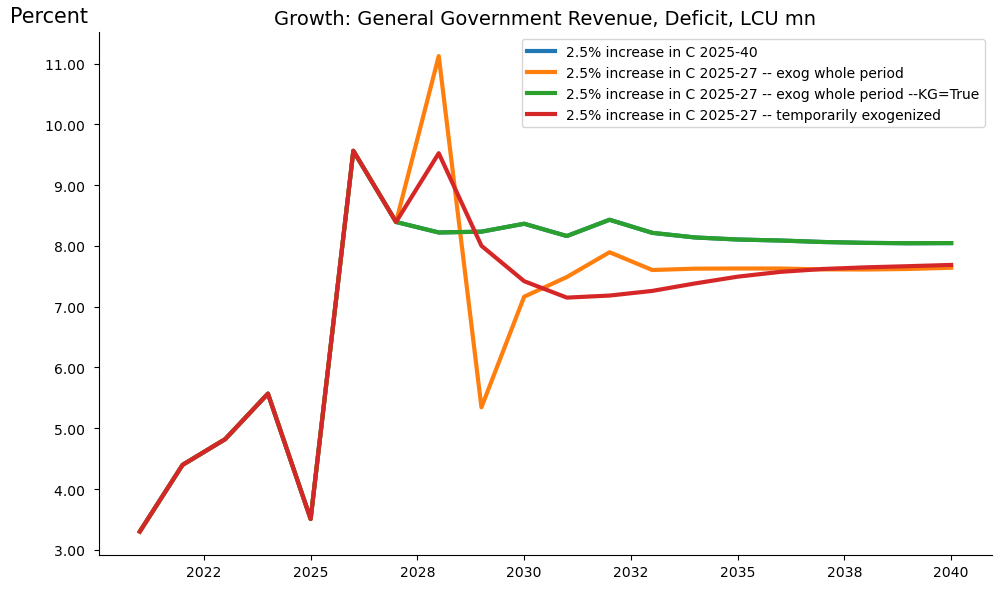 Percent
Growth: General Government Revenue, Deficit, LCU mn
2.5% increase in C 2025-40
2.5% increase in C 2025-27 -- exog whole period
2.5% increase in C 2025-27 -- exog whole period --KG=True
2.5% increase in C 2025-27 -- temporarily exogenized
11.00
10.00
9.00
8.00
7.00
6.00
5.00
4.00
3.00
2022
2025
2028
2030
2032
2035
2038
2040